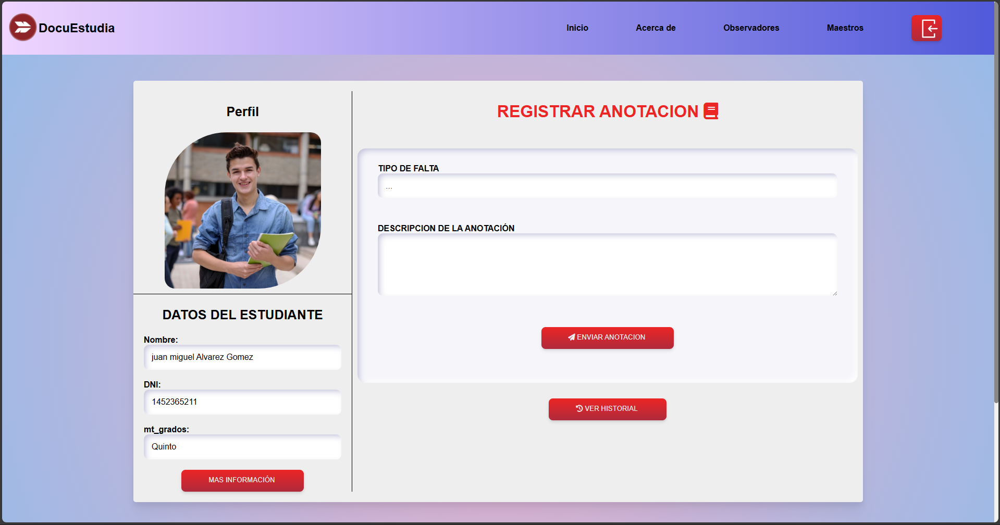 DocuEstudia
Inicio
Acerca de
Observadores
Maestros
Perfil
DATOS DEL ESTUDIANTE
Nombre:
juan miguel Alvarez Gomez
DNI:
1452365211
mt_grados:
Quinto
MAS INFORMACIÓN
REGISTRAR ANOTACION
TIPO DE FALTA
...
DESCRIPCION DE LA ANOTACIÓN
ENVIAR ANOTACION
VER HISTORIAL